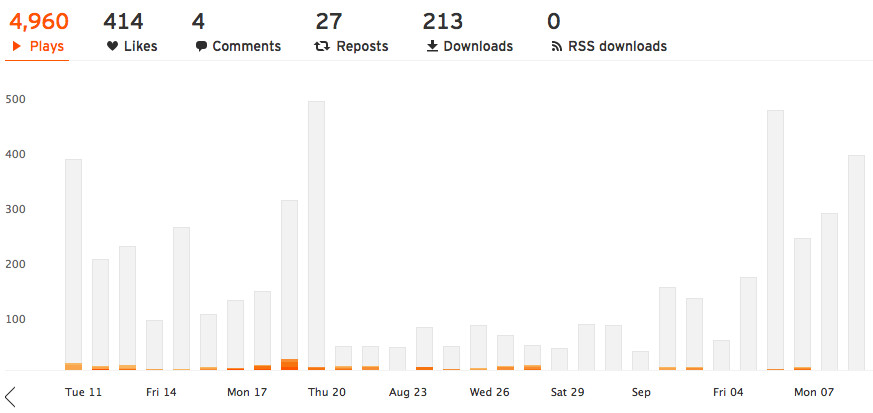 4,960 414 4 27 213 0
Plays Likes Comments Reposts Downloads RSS downloads
500
400
300
200
100
Tue 11 Fri 14 Mon 17 Thu 20 Aug 23 Wed 26 Sat 29 Sep Fri 04 Mon 07